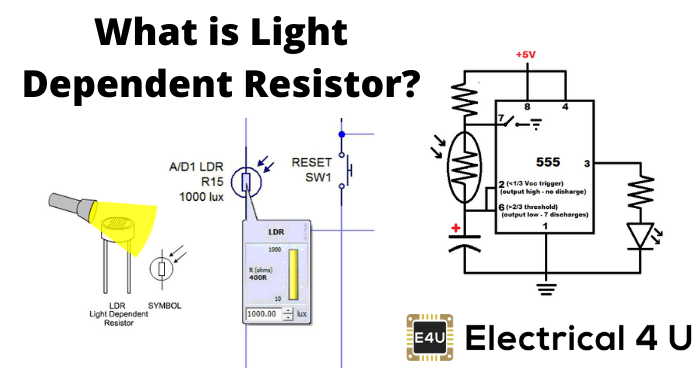 What is Light
Dependent Resistor?
A/D1 LDR
R15
1000 lux
RESET
SW1
LDR
1000
R (ohms)
400R
10
1000.00 lux
LDR
Light Dependent
Resistor
SYMBOL
+5V
8 4
7
555
3
2 (<1/3 Vcc trigger)
(output high - no disharge)
6 (>2/3 threshold)
(output low - 7 discharges)
1
+
E4U
Electrical 4 U